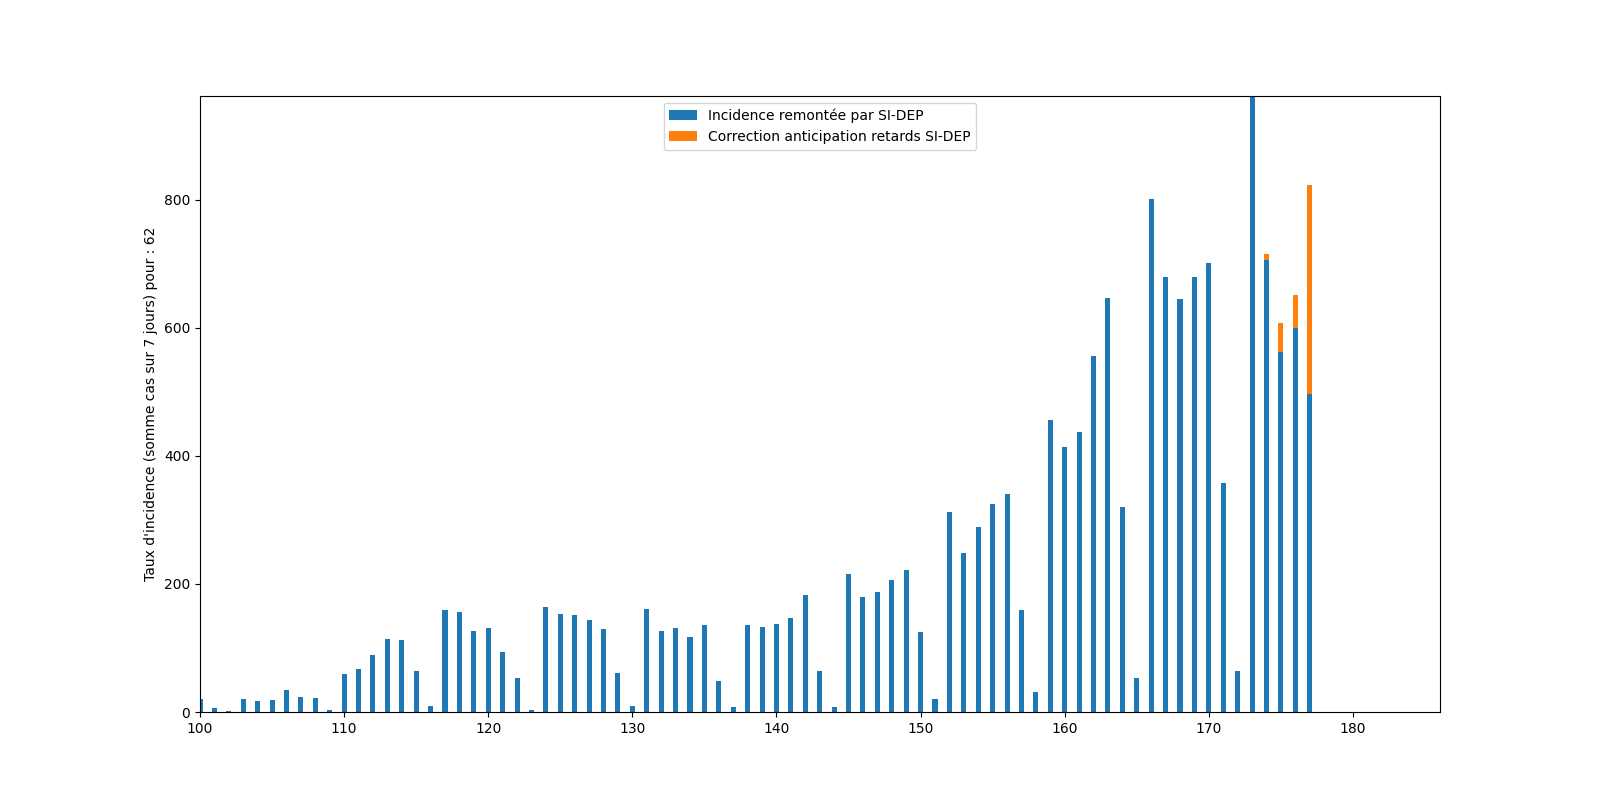 Incidence remontée par SI-DEP
Correction anticipation retards SI-DEP
Taux d'incidence (somme cas sur 7 jours) pour : 62
800
600
400
200
0
100 110 120 130 140 150 160 170 180